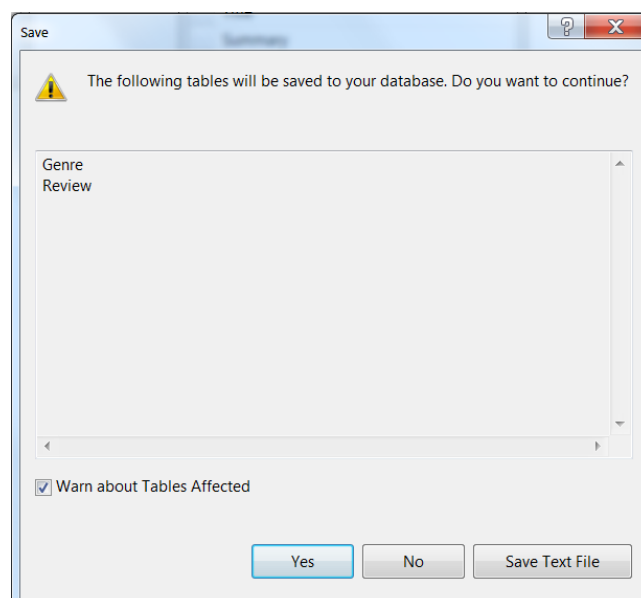 Summary
Save
The following tables will be saved to your database. Do you want to continue?
Genre
Review
Warn about Tables Affected
Yes
No
Save Text File